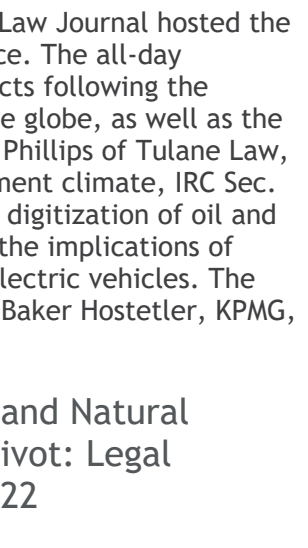 Law Journal hosted the
ce. The all-day
cts following the
e globe, as well as the
Phillips of Tulane Law,
ment climate, IRC Sec.
digitization of oil and
the implications of
lectric vehicles. The
Baker Hostetler, KPMG,
and Natural
ivot: Legal
22